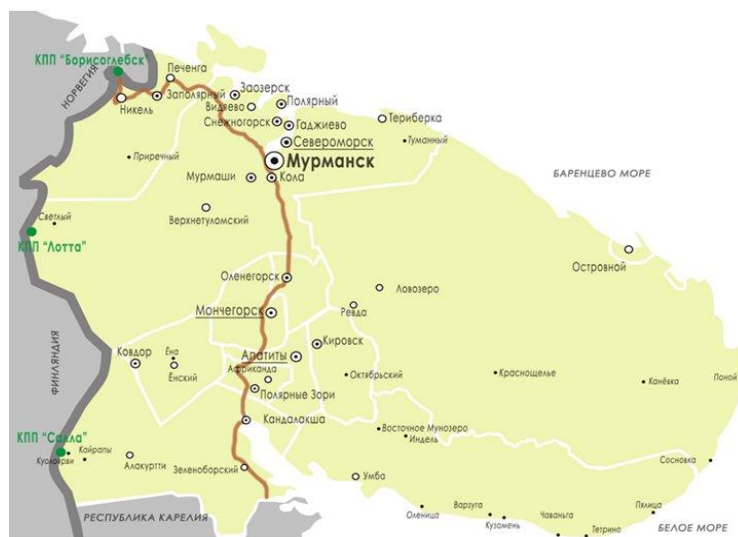 КПП "Борисоглебск"
НОРВЕГИЯ
Печенга
Никель
Заполярный
Заозерск
Видяево
Полярный
Снежногорск
Гаджиево
Териберка
Североморск
Туманный
Мурманск
Приречный
БАРЕНЦЕВО МОРЕ
Мурмаши
Кола
Светлый
Верхнетуломский
КПП "Лотта"
Островной
Оленегорск
Ловозеро
Мончегорск
Ревда
ФИНЛЯНДИЯ
Ковдор
Ёна
Ёнский
Апатиты
Кировск
Африканда
Октябрьский
Краснощелье
Канёвка
Поной
Полярные Зори
Кандалакша
Восточное Мунозеро
Индель
КПП "Салла"
Кайралы
Куолоярви
Алакуртти
Зеленоборский
Умба
Сосновка
Оленица
Варзуга
Кузомень
Чаваньга
Тетрино
Пялица
РЕСПУБЛИКА КАРЕЛИЯ
БЕЛОЕ МОРЕ